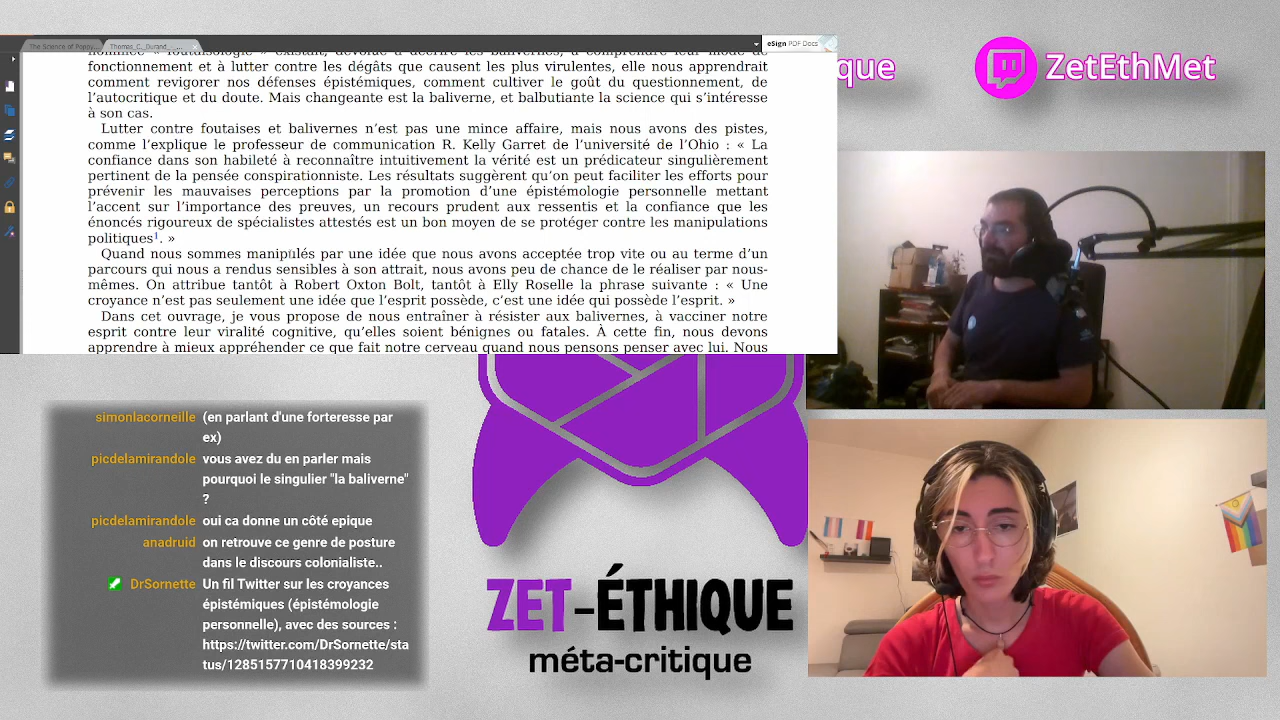 The Science of Poppy...
Thomas_C._Durand_...
eSign PDF Docs
fonctionnement et à lutter contre les dégâts que causent les plus virulentes, elle nous apprendrait
comment revigorer nos défenses épistémiques, comment cultiver le goût du questionnement, de
l’autocritique et du doute. Mais changeante est la baliverne, et balbutiante la science qui s’intéresse
à son cas.
Lutter contre foutaises et balivernes n’est pas une mince affaire, mais nous avons des pistes,
comme l’explique le professeur de communication R. Kelly Garret de l’université de l’Ohio : « La
confiance dans son habileté à reconnaître intuitivement la vérité est un prédicateur singulièrement
pertinent de la pensée conspirationniste. Les résultats suggèrent qu’on peut faciliter les efforts pour
prévenir les mauvaises perceptions par la promotion d’une épistémologie personnelle mettant
l’accent sur l’importance des preuves, un recours prudent aux ressentis et la confiance que les
énoncés rigoureux de spécialistes attestés est un bon moyen de se protéger contre les manipulations
politiques¹. »
Quand nous sommes manipulés par une idée que nous avons acceptée trop vite ou au terme d’un
parcours qui nous a rendus sensibles à son attrait, nous avons peu de chance de le réaliser par nous-
mêmes. On attribue tantôt à Robert Oxton Bolt, tantôt à Elly Roselle la phrase suivante : « Une
croyance n’est pas seulement une idée que l’esprit possède, c’est une idée qui possède l’esprit. »
Dans cet ouvrage, je vous propose de nous entraîner à résister aux balivernes, à vacciner notre
esprit contre leur viralité cognitive, qu’elles soient bénignes ou fatales. À cette fin, nous devons
apprendre à mieux appréhender ce que fait notre cerveau quand nous pensons penser avec lui. Nous
que
ZetEthMet
simonlacorneille (en parlant d'une forteresse par
ex)
picdelamirandole vous avez du en parler mais
pourquoi le singulier "la baliverne"
?
picdelamirandole oui ca donne un côté epique
anadruid on retrouve ce genre de posture
dans le discours colonialiste..
DrSornette Un fil Twitter sur les croyances
épistémiques (épistémologie
personnelle), avec des sources :
https://twitter.com/DrSornette/sta
tus/1285157710418399232
ZET-ÉTHIQUE
méta-critique